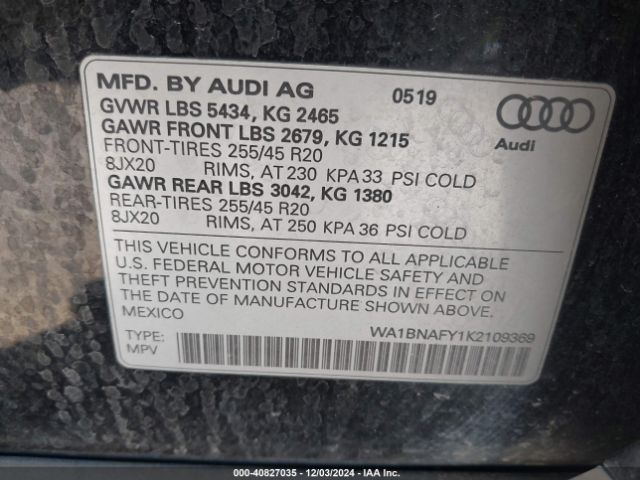 MFD. BY AUDI AG 0519
GVWR LBS 5434, KG 2465
GAWR FRONT LBS 2679, KG 1215
FRONT-TIRES 255/45 R20
8JX20 RIMS, AT 230 KPA 33 PSI COLD
GAWR REAR LBS 3042, KG 1380
REAR-TIRES 255/45 R20
8JX20 RIMS, AT 250 KPA 36 PSI COLD
Audi
THIS VEHICLE CONFORMS TO ALL APPLICABLE
U.S. FEDERAL MOTOR VEHICLE SAFETY AND
THEFT PREVENTION STANDARDS IN EFFECT ON
THE DATE OF MANUFACTURE SHOWN ABOVE.
MEXICO
TYPE: WA1BNAFY1K2109369
MPV
000-40827035 - 12/03/2024 - IAA Inc.